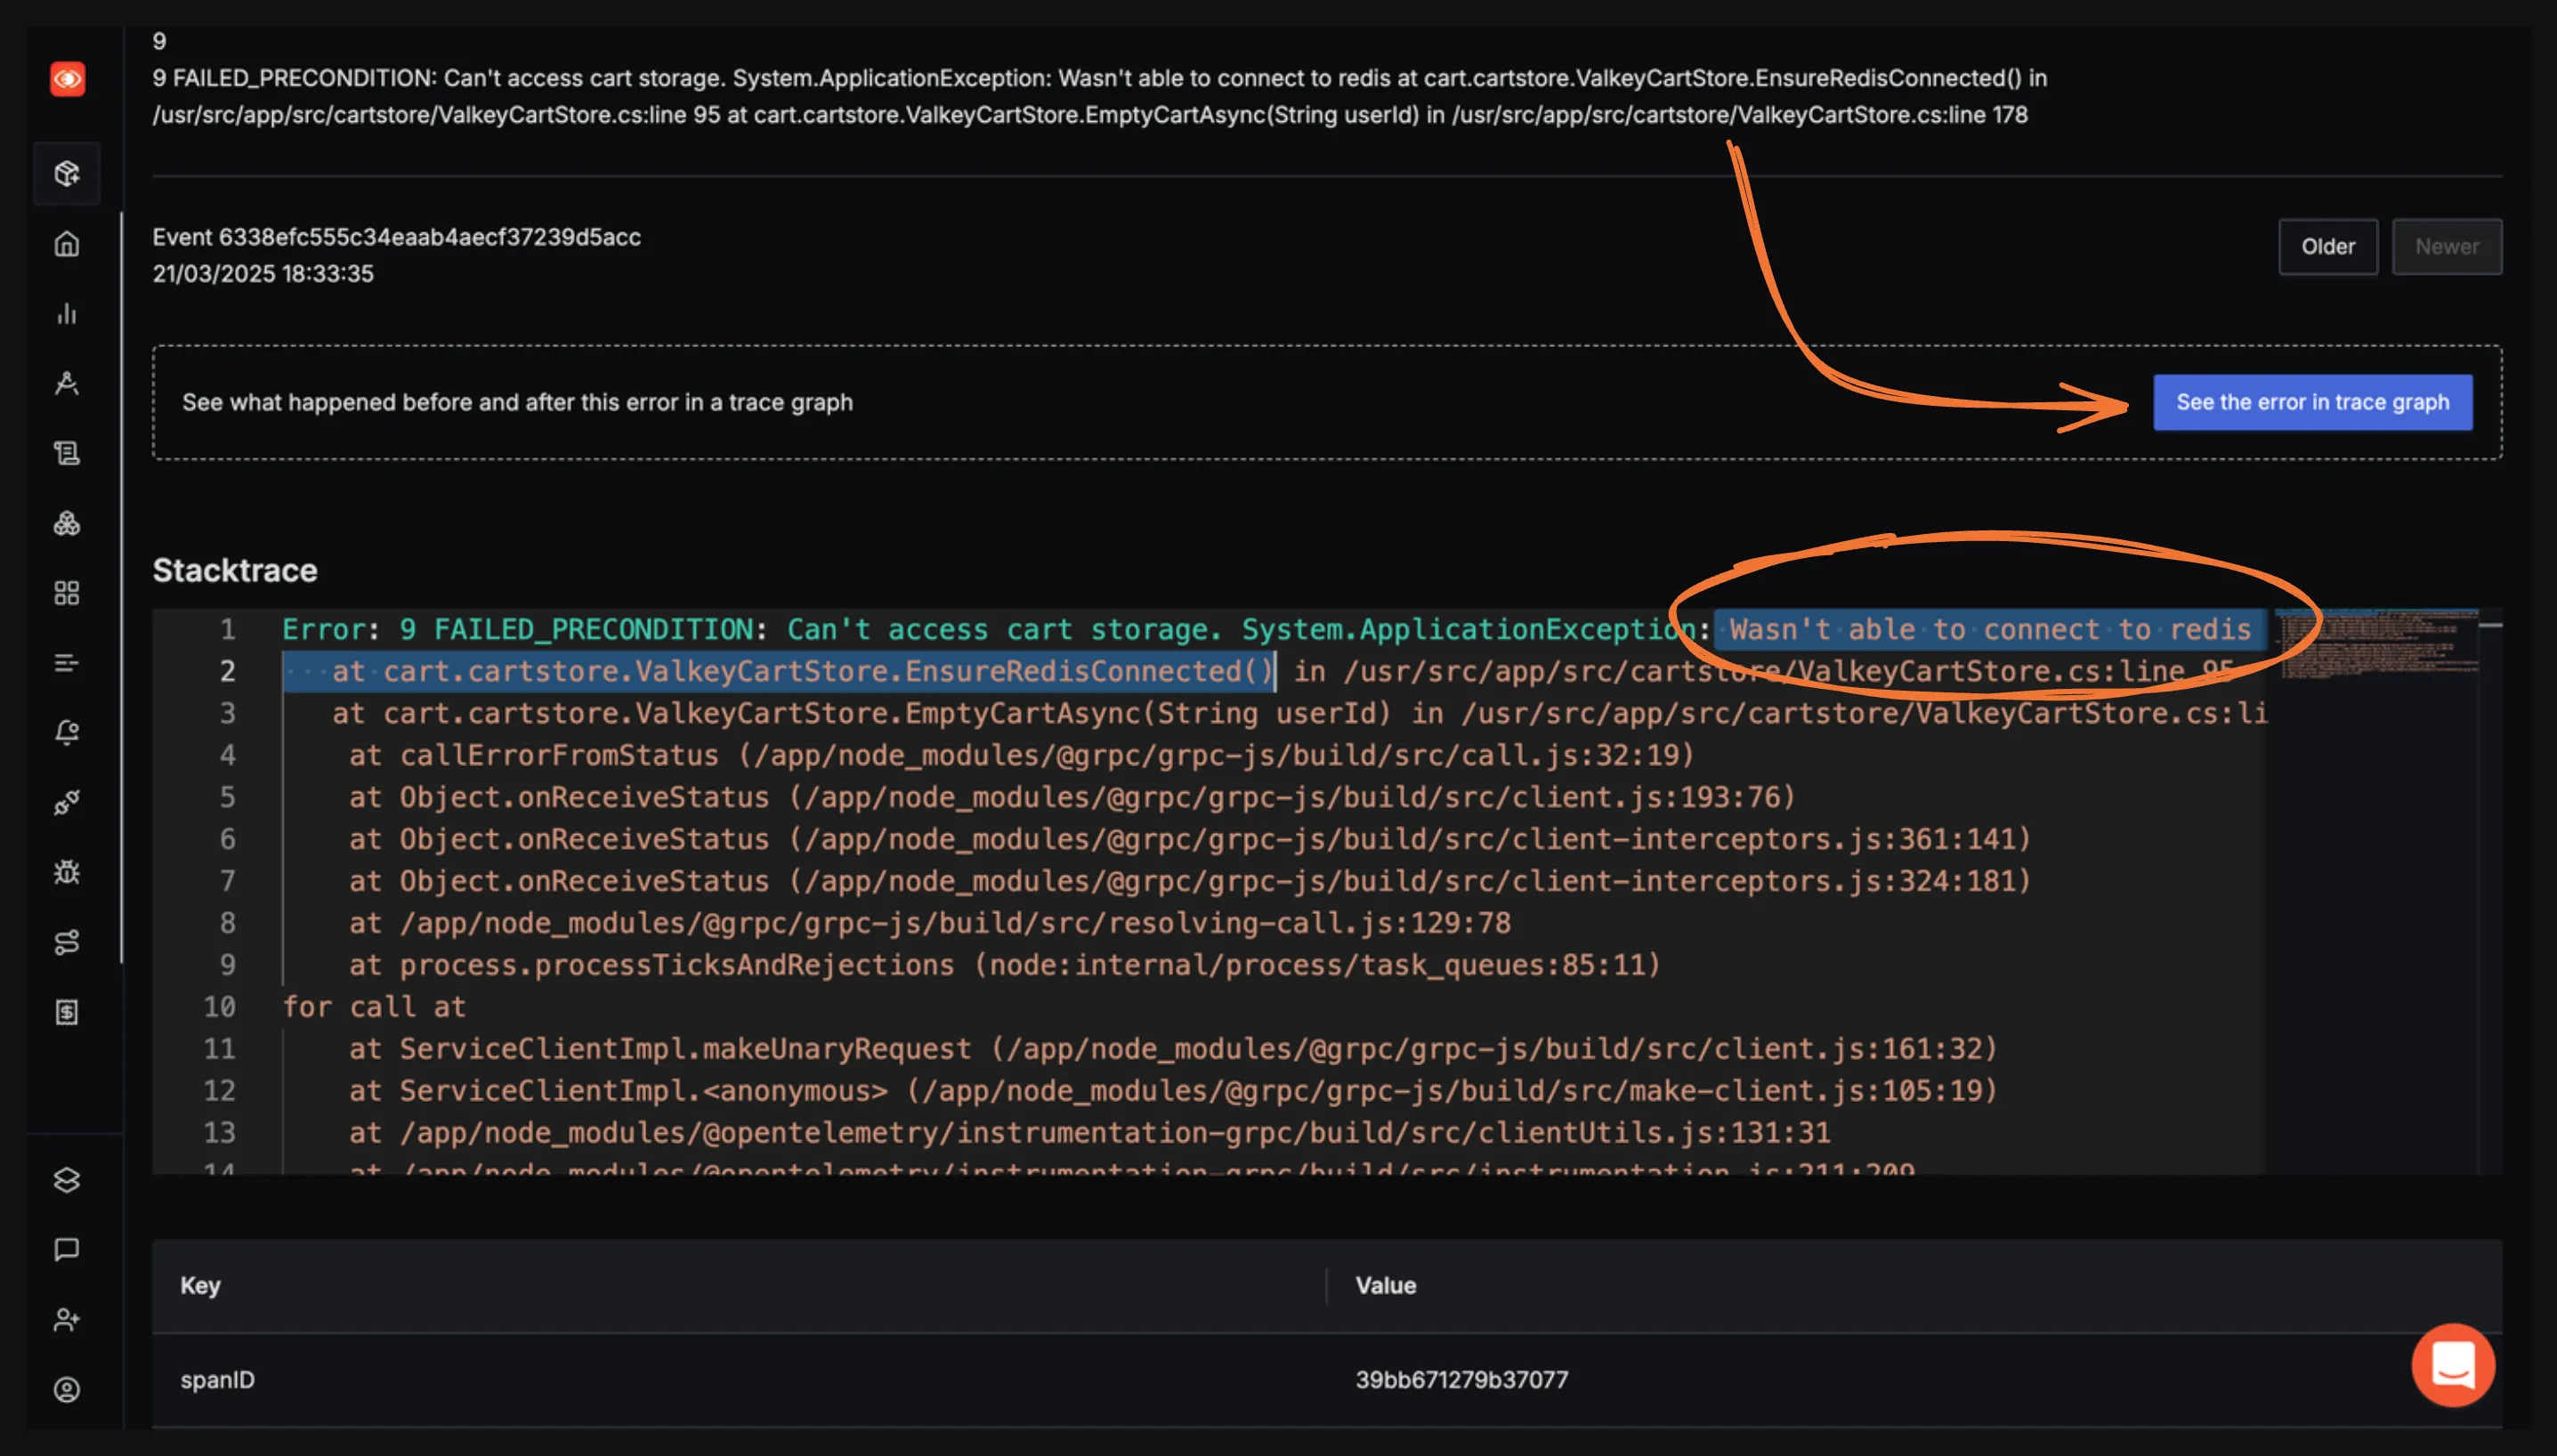 9
9 FAILED_PRECONDITION: Can't access cart storage. System.ApplicationException: Wasn't able to connect to redis at cart.cartstore.ValkeyCartStore.EnsureRedisConnected() in
/usr/src/app/src/cartstore/ValkeyCartStore.cs:line 95 at cart.cartstore.ValkeyCartStore.EmptyCartAsync(String userId) in /usr/src/app/src/cartstore/ValkeyCartStore.cs:line 178
Event 6338efc555c34eaab4aecf37239d5acc
21/03/2025 18:33:35
Older
Newer
See what happened before and after this error in a trace graph
See the error in trace graph
Stacktrace
1 Error: 9 FAILED_PRECONDITION: Can't access cart storage. System.ApplicationException: Wasn't able to connect to redis
2 at cart.cartstore.ValkeyCartStore.EnsureRedisConnected() in /usr/src/app/src/cartstore/ValkeyCartStore.cs:line 95
3 at cart.cartstore.ValkeyCartStore.EmptyCartAsync(String userId) in /usr/src/app/src/cartstore/ValkeyCartStore.cs:li
4 at callErrorFromStatus (/app/node_modules/@grpc/grpc-js/build/src/call.js:32:19)
5 at Object.onReceiveStatus (/app/node_modules/@grpc/grpc-js/build/src/client.js:193:76)
6 at Object.onReceiveStatus (/app/node_modules/@grpc/grpc-js/build/src/client-interceptors.js:361:141)
7 at Object.onReceiveStatus (/app/node_modules/@grpc/grpc-js/build/src/client-interceptors.js:324:181)
8 at /app/node_modules/@grpc/grpc-js/build/src/resolving-call.js:129:78
9 at process.processTicksAndRejections (node:internal/process/task_queues:85:11)
10 for call at
11 at ServiceClientImpl.makeUnaryRequest (/app/node_modules/@grpc/grpc-js/build/src/client.js:161:32)
12 at ServiceClientImpl.<anonymous> (/app/node_modules/@grpc/grpc-js/build/src/make-client.js:105:19)
13 at /app/node_modules/@opentelemetry/instrumentation-grpc/build/src/clientUtils.js:131:31
14 at /app/node_modules/@opentelemetry/instrumentation-grpc/build/src/instrumentation.js:211:209
Key
Value
spanID
39bb671279b37077